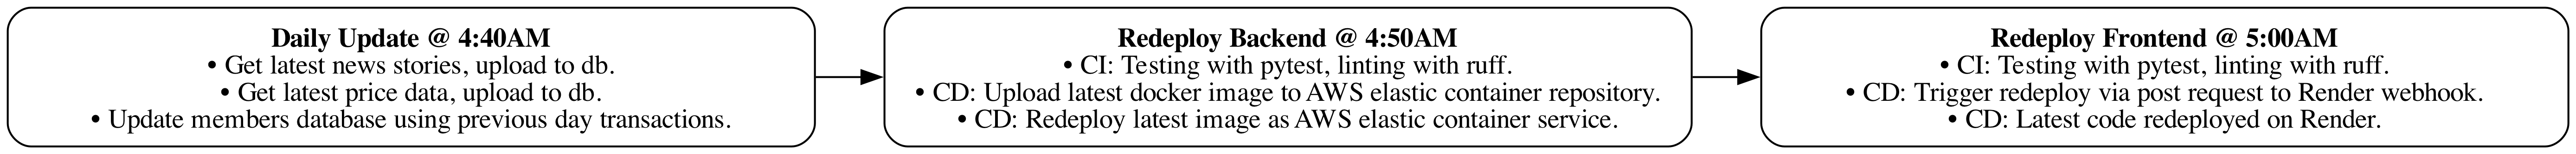 Daily Update @ 4:40AM
• Get latest news stories, upload to db.
• Get latest price data, upload to db.
• Update members database using previous day transactions.
Redeploy Backend @ 4:50AM
• CI: Testing with pytest, linting with ruff.
• CD: Upload latest docker image to AWS elastic container repository.
• CD: Redeploy latest image as AWS elastic container service.
Redeploy Frontend @ 5:00AM
• CI: Testing with pytest, linting with ruff.
• CD: Trigger redeploy via post request to Render webhook.
• CD: Latest code redeployed on Render.